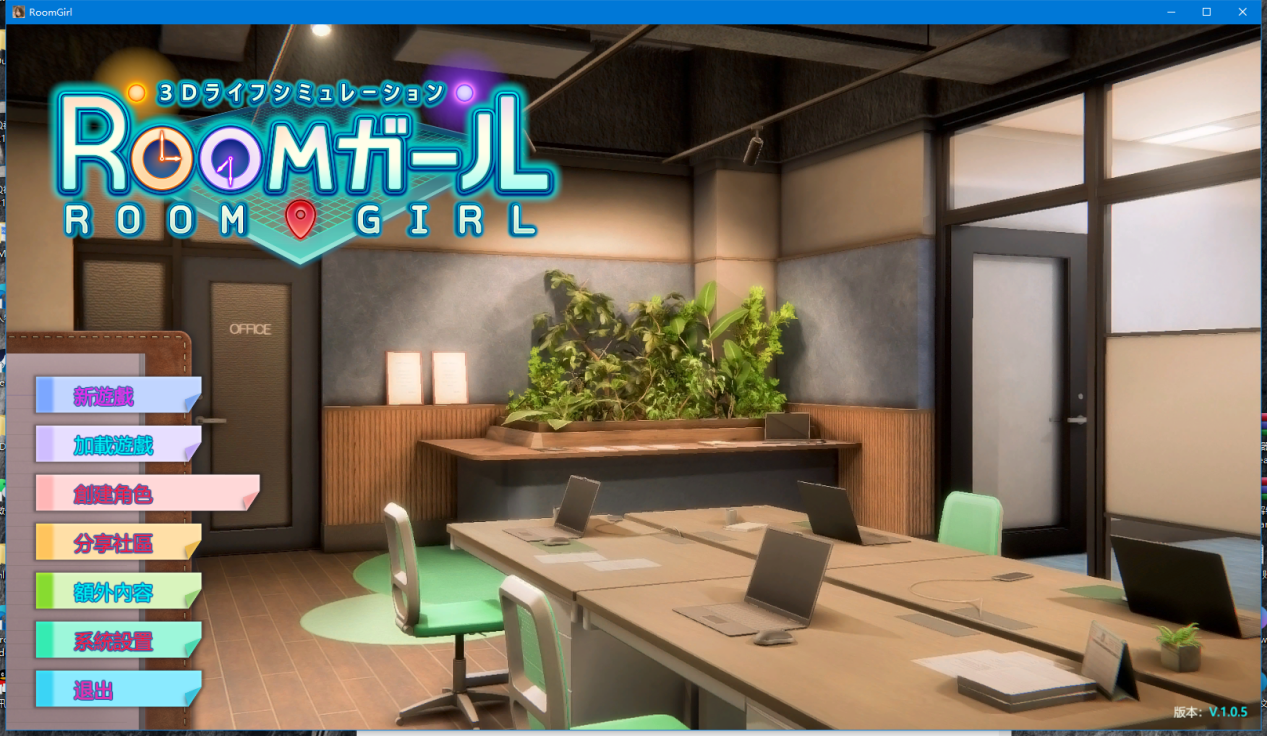 RoomGirl
3Dライフシミュレーション
ROOMガール
ROOM GIRL
OFFICE
新遊戲
加載遊戲
創建角色
分享社區
額外內容
系統設置
退出
版本: V.1.0.5